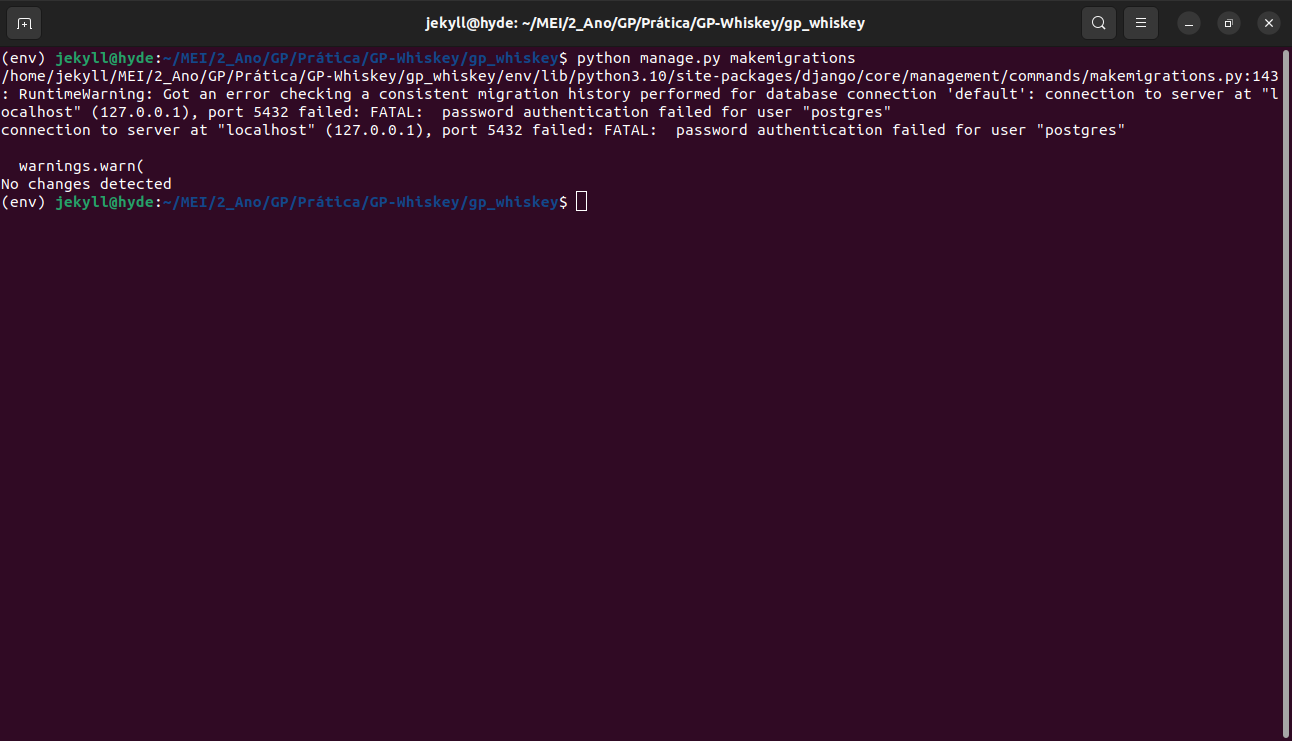 jekyll@hyde: ~/MEI/2_Ano/GP/Prática/GP-Whiskey/gp_whiskey
(env) jekyll@hyde:~/MEI/2_Ano/GP/Prática/GP-Whiskey/gp_whiskey$ python manage.py makemigrations
/home/jekyll/MEI/2_Ano/GP/Prática/GP-Whiskey/gp_whiskey/env/lib/python3.10/site-packages/django/core/management/commands/makemigrations.py:143
: RuntimeWarning: Got an error checking a consistent migration history performed for database connection 'default': connection to server at "l
ocalhost" (127.0.0.1), port 5432 failed: FATAL:  password authentication failed for user "postgres"
connection to server at "localhost" (127.0.0.1), port 5432 failed: FATAL:  password authentication failed for user "postgres"
  warnings.warn(
No changes detected
(env) jekyll@hyde:~/MEI/2_Ano/GP/Prática/GP-Whiskey/gp_whiskey$